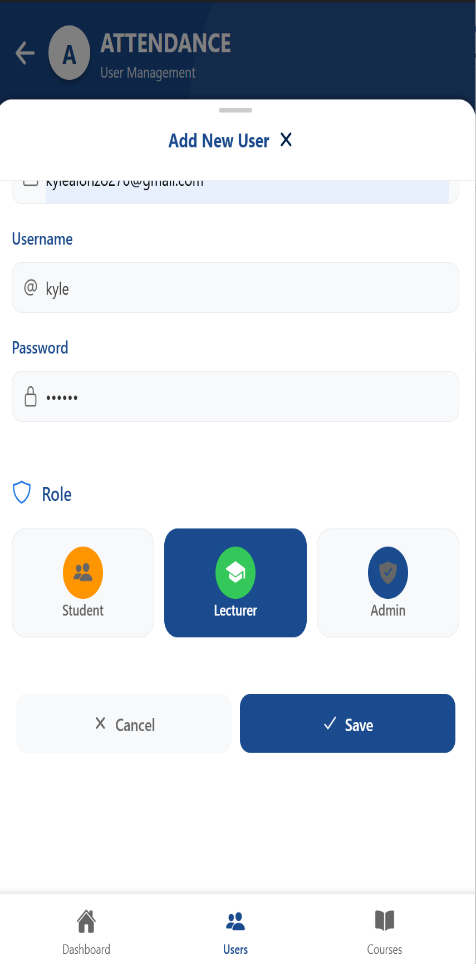 A
ATTENDANCE
User Management
Add New User X
Username
@ kyle
Password
••••••
Role
Student
Lecturer
Admin
Cancel
Save
Dashboard
Users
Courses